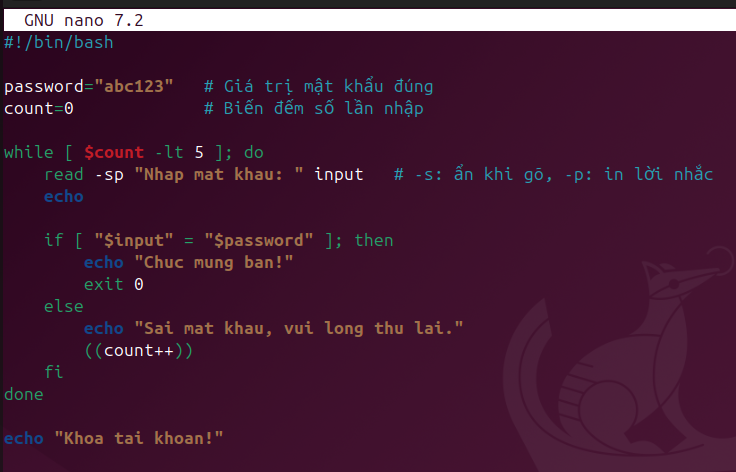 GNU nano 7.2
#!/bin/bash

password="abc123"   # Giá trị mật khẩu đúng
count=0             # Biến đếm số lần nhập

while [ $count -lt 5 ]; do
    read -sp "Nhap mat khau: " input   # -s: ẩn khi gõ, -p: in lời nhắc
    echo

    if [ "$input" = "$password" ]; then
        echo "Chuc mung ban!"
        exit 0
    else
        echo "Sai mat khau, vui long thu lai."
        ((count++))
    fi
done

echo "Khoa tai khoan!"